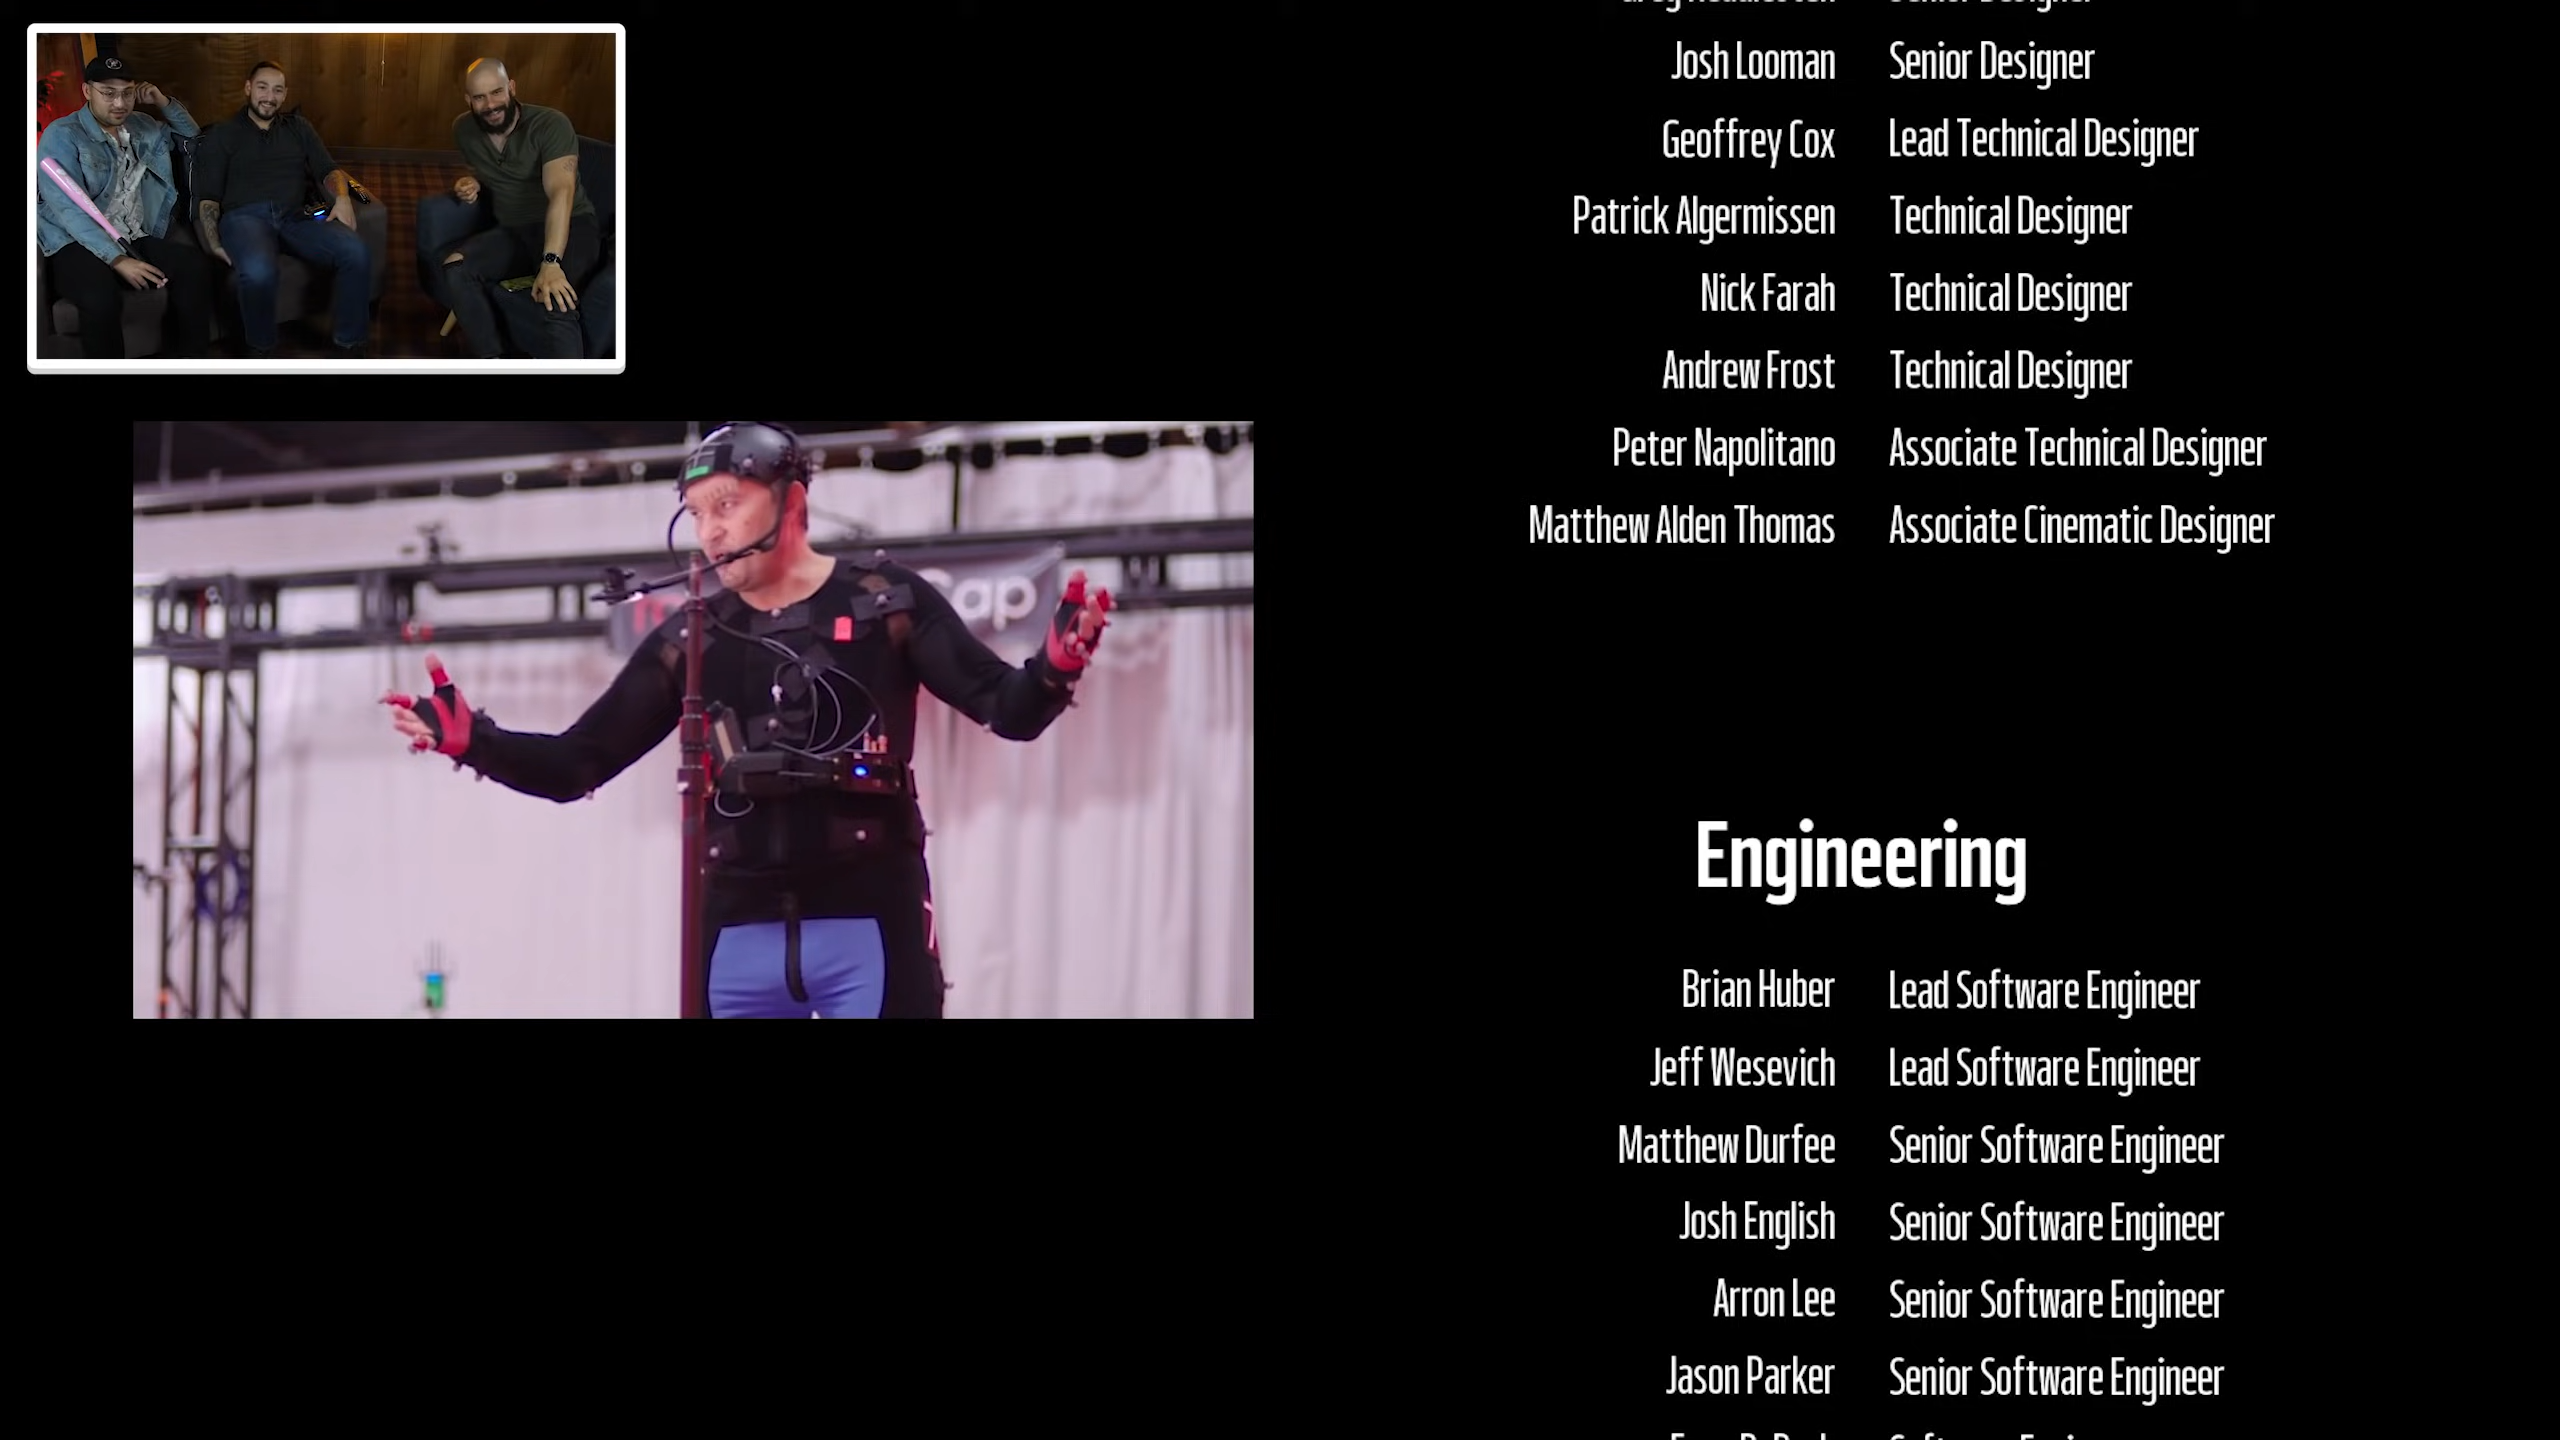 Josh Looman Senior Designer
Geoffrey Cox Lead Technical Designer
Patrick Algermissen Technical Designer
Nick Farah Technical Designer
Andrew Frost Technical Designer
Peter Napolitano Associate Technical Designer
Matthew Alden Thomas Associate Cinematic Designer
Engineering
Brian Huber Lead Software Engineer
Jeff Wesevich Lead Software Engineer
Matthew Durfee Senior Software Engineer
Josh English Senior Software Engineer
Arron Lee Senior Software Engineer
Jason Parker Senior Software Engineer